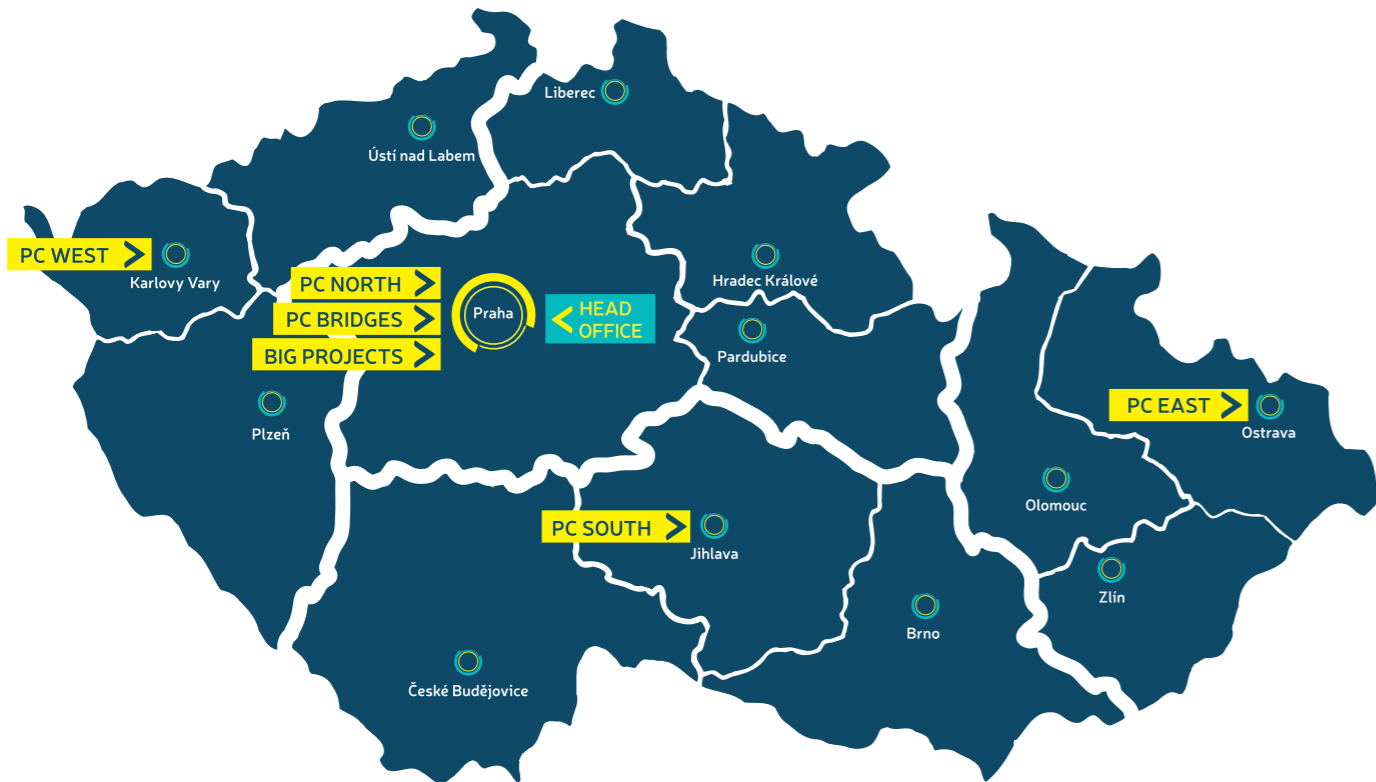 Liberec
Ústí nad Labem
PC WEST
Karlovy Vary
PC NORTH
PC BRIDGES
BIG PROJECTS
Praha
HEAD
OFFICE
Hradec Králové
Pardubice
Plzeň
PC EAST
Ostrava
Olomouc
PC SOUTH
Jihlava
Zlín
Brno
České Budějovice